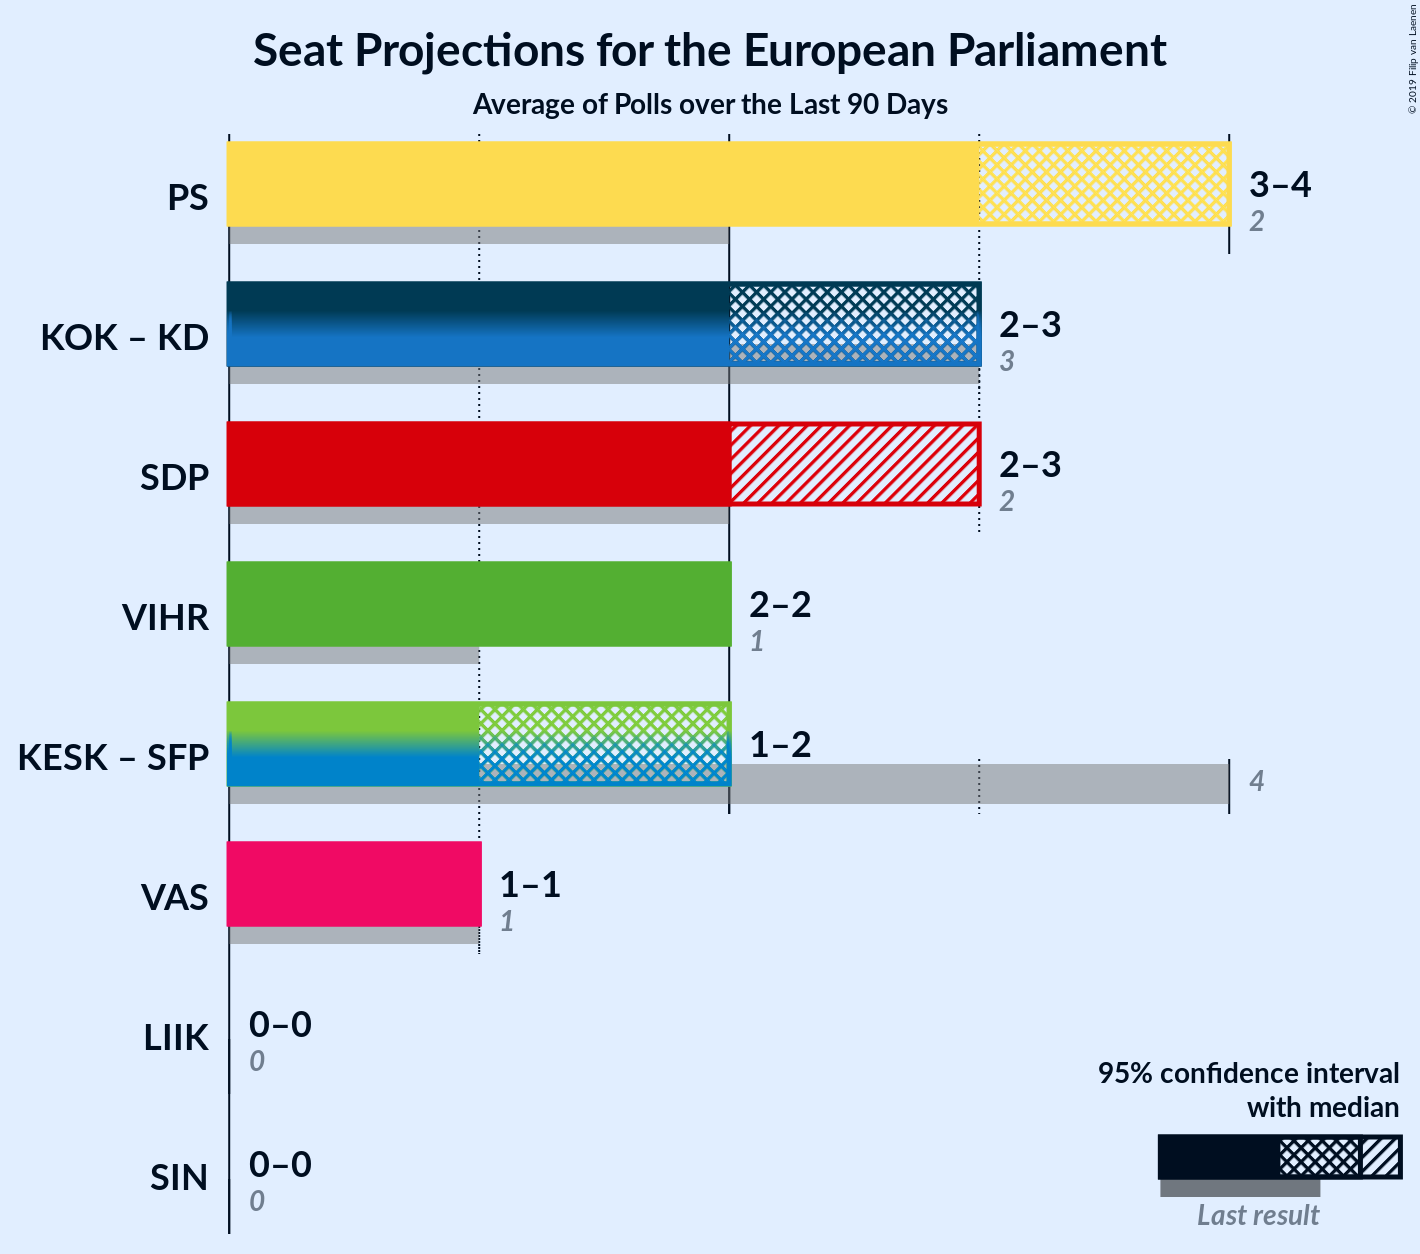 Seat Projections for the European Parliament
Average of Polls over the Last 90 Days
© 2019 Filip van Laenen
PS
3–4
2
KOK – KD
2–3
3
SDP
2–3
2
VIHR
2–2
1
KESK – SFP
1–2
4
VAS
1–1
1
LIIK
0–0
0
SIN
0–0
0
95% confidence interval
with median
Last result